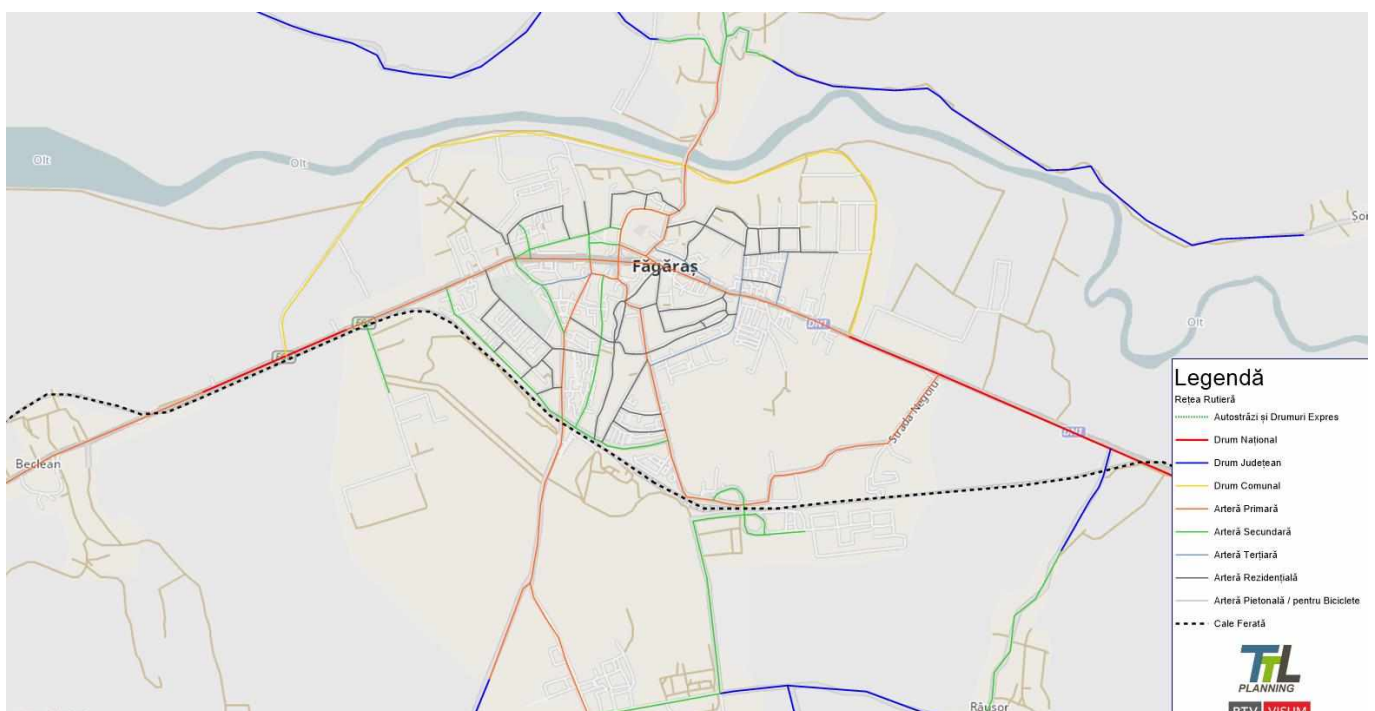 Olt
Olt
Șor
Făgăraș
DN1
Olt
Strada Negoiu
DN1
Beclean
Râușor
Legendă
Rețea Rutieră
Autostrăzi și Drumuri Expres
Drum Național
Drum Județean
Drum Comunal
Arteră Primară
Arteră Secundară
Arteră Terțiară
Arteră Rezidențială
Arteră Pietonală / pentru Biciclete
Cale Ferată
TTL
PLANNING
PTV VISUM